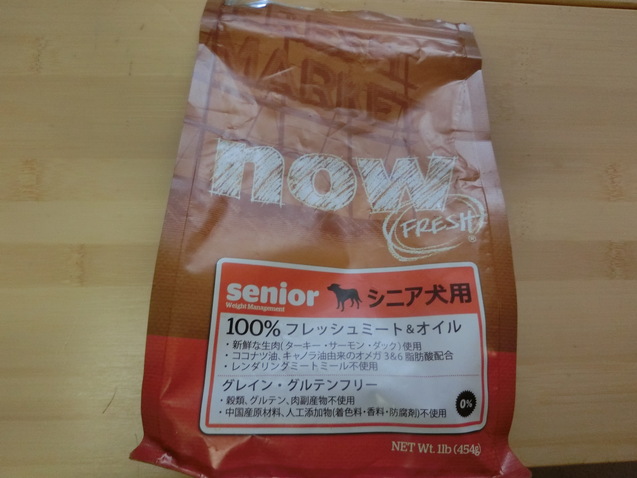 MARKET
now
FRESH
®
senior
Weight Management
シニア犬用
100% フレッシュミート&オイル
・新鮮な生肉(ターキー・サーモン・ダック)使用
・ココナツ油、キャノラ油由来のオメガ3&6脂肪酸配合
・レンダリングミートミール不使用
グレイン・グルテンフリー
・穀類、グルテン、肉副産物不使用
・中国産原材料、人工添加物(着色料・香料・防腐剤)不使用
0%
NET Wt. 1lb (454g)